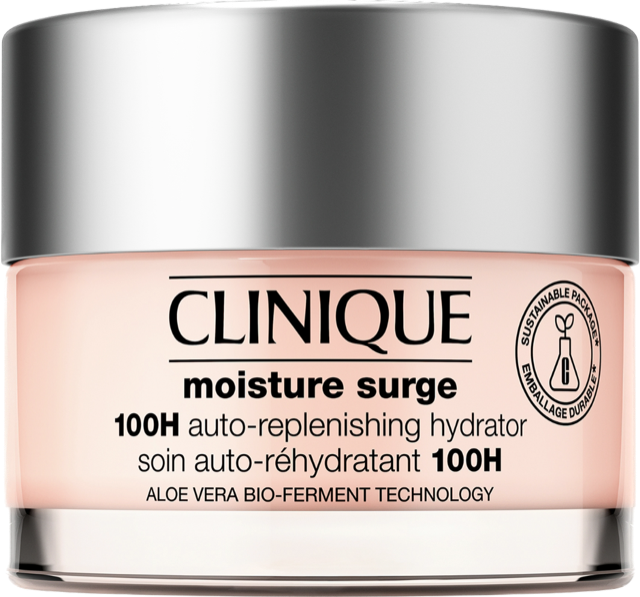 CLINIQUE
moisture surge
100H auto-replenishing hydrator
soin auto-réhydratant 100H
ALOE VERA BIO-FERMENT TECHNOLOGY
SUSTAINABLE PACKAGE*
EMBALLAGE DURABLE*
C